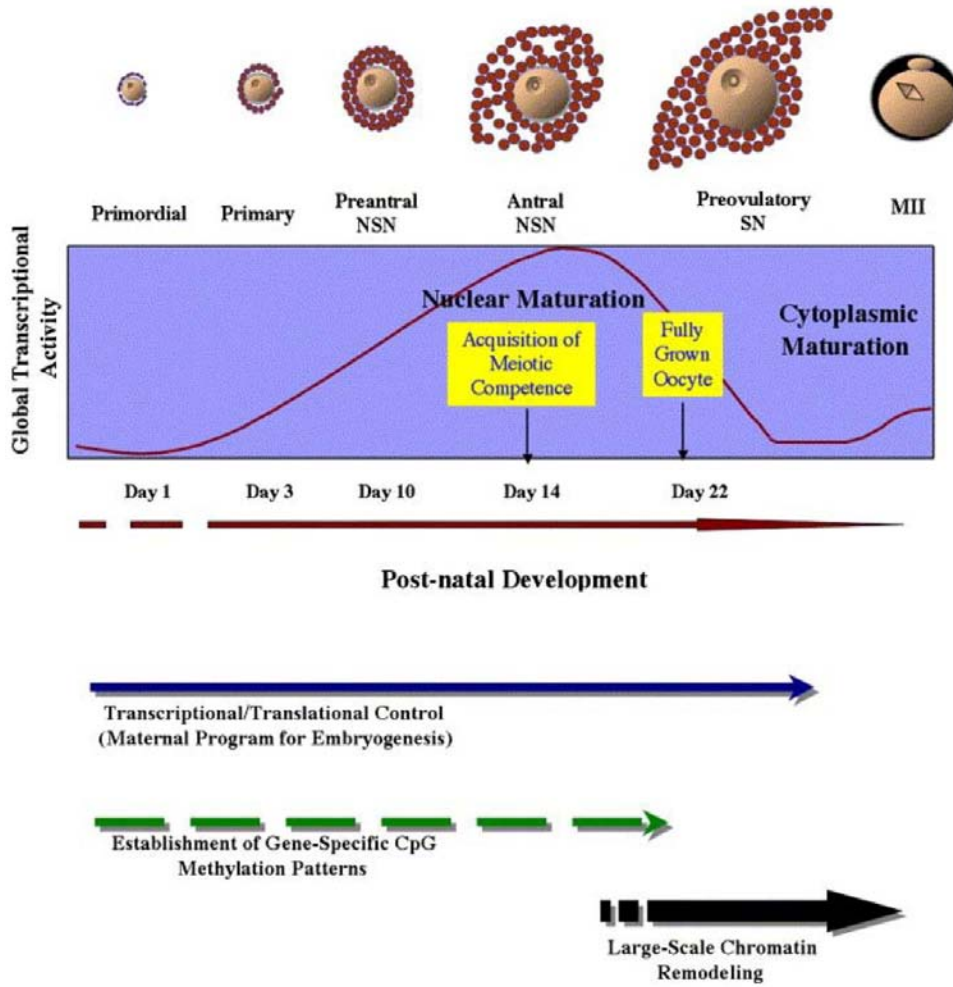 Primordial
Primary
Preantral
NSN
Antral
NSN
Preovulatory
SN
MII
Global Transcriptional
Activity
Nuclear Maturation
Acquisition of
Meiotic
Competence
Fully
Grown
Oocyte
Cytoplasmic
Maturation
Day 1
Day 3
Day 10
Day 14
Day 22
Post-natal Development
Transcriptional/Translational Control
(Maternal Program for Embryogenesis)
Establishment of Gene-Specific CpG
Methylation Patterns
Large-Scale Chromatin
Remodeling